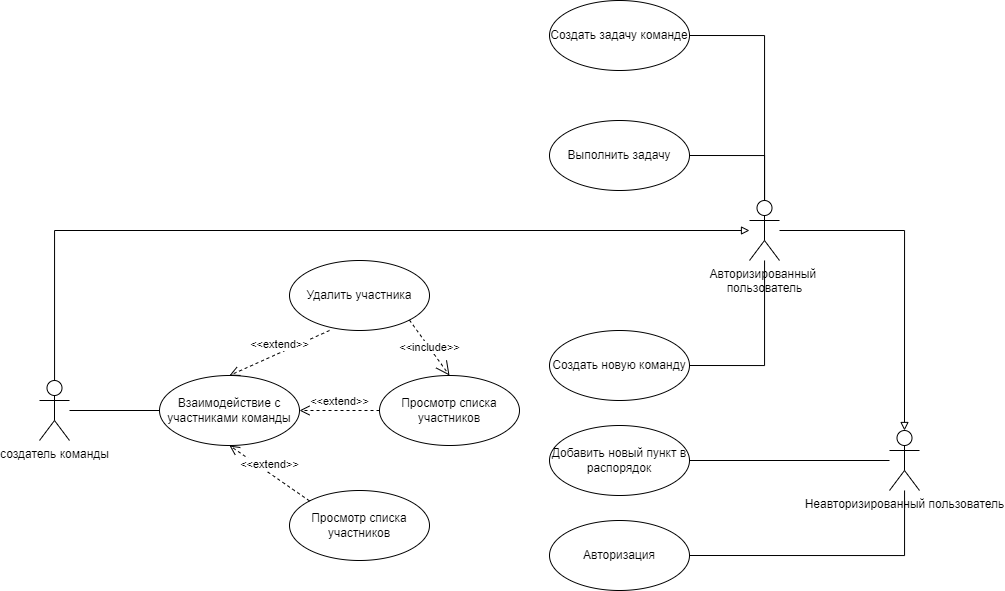 Создать задачу команде
Выполнить задачу
Авторизированный
пользователь
Удалить участника
<<extend>>
<<include>>
Создать новую команду
Взаимодействие с
участниками команды
<<extend>>
Просмотр списка
участников
создатель команды
<<extend>>
Добавить новый пункт в
распорядок
Неавторизированный пользователь
Просмотр списка
участников
Авторизация